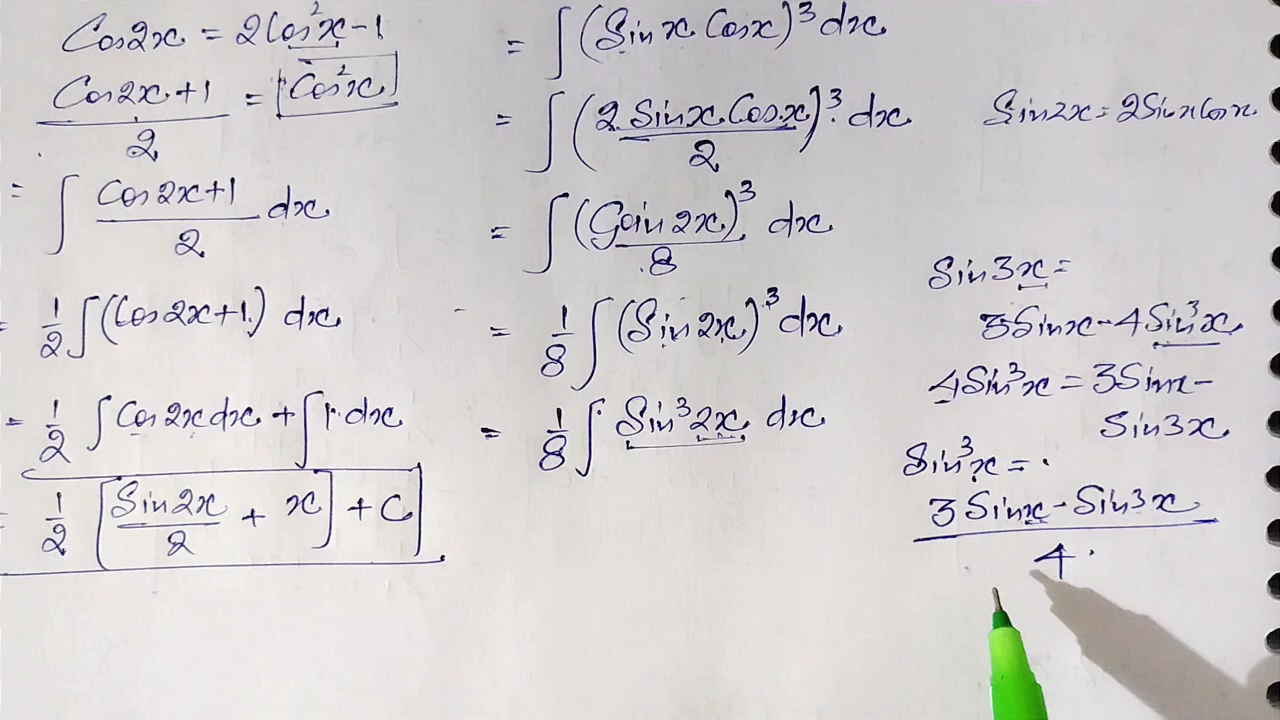 Cos2x = 2Cos²x-1
Cos2x+1 / 2 = Cos²x
= ∫ Cos2x+1 / 2 dx
= 1/2 ∫(Cos2x+1) dx
= 1/2 ∫Cos2x dx + ∫1·dx
= 1/2 [Sin2x / 2 + x] + C
= ∫(Sinx Cosx)³ dx
= ∫(2 Sinx Cosx / 2)³ dx
= ∫ (Sin2x)³ / 8 dx
= 1/8 ∫(Sin2x)³ dx
= 1/8 ∫ Sin³2x dx
Sin2x = 2SinxCosx
Sin3x =
3Sinx-4Sin³x
4Sin³x = 3Sinx-
Sin3x
Sin³x =
3Sinx-Sin3x
4